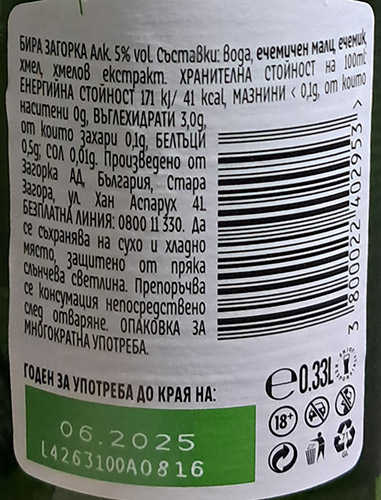 БИРА ЗАГОРКА Алк. 5% vol. Съставки: Вода, ечемичен малц, ечемик,
хмел, хмелов екстракт. ХРАНИТЕЛНА СТОЙНОСТ на 100ml:
ЕНЕРГИЙНА СТОЙНОСТ 171 kj/ 41 kcal, МАЗНИНИ < 0,1g, от които
наситени 0g, ВЪГЛЕХИДРАТИ 3,0g,
от които захари 0,1g, БЕЛТЪЦИ
0,5g; СОЛ 0,01g. Произведено от
Загорка АД, България, Стара
Загора, ул. Хан Аспарух 41.
БЕЗПЛАТНА ЛИНИЯ: 0800 11 330. Да
се съхранява на сухо и хладно
място, защитено от пряка
слънчева светлина. Препоръчва
се консумация непосредствено
след отваряне. ОПАКОВКА ЗА
МНОГОКРАТНА УПОТРЕБА.
3 800022 402953 >
ГОДЕН ЗА УПОТРЕБА ДО КРАЯ НА:
℮0.33L
18+
06.2025
L4263100A0816